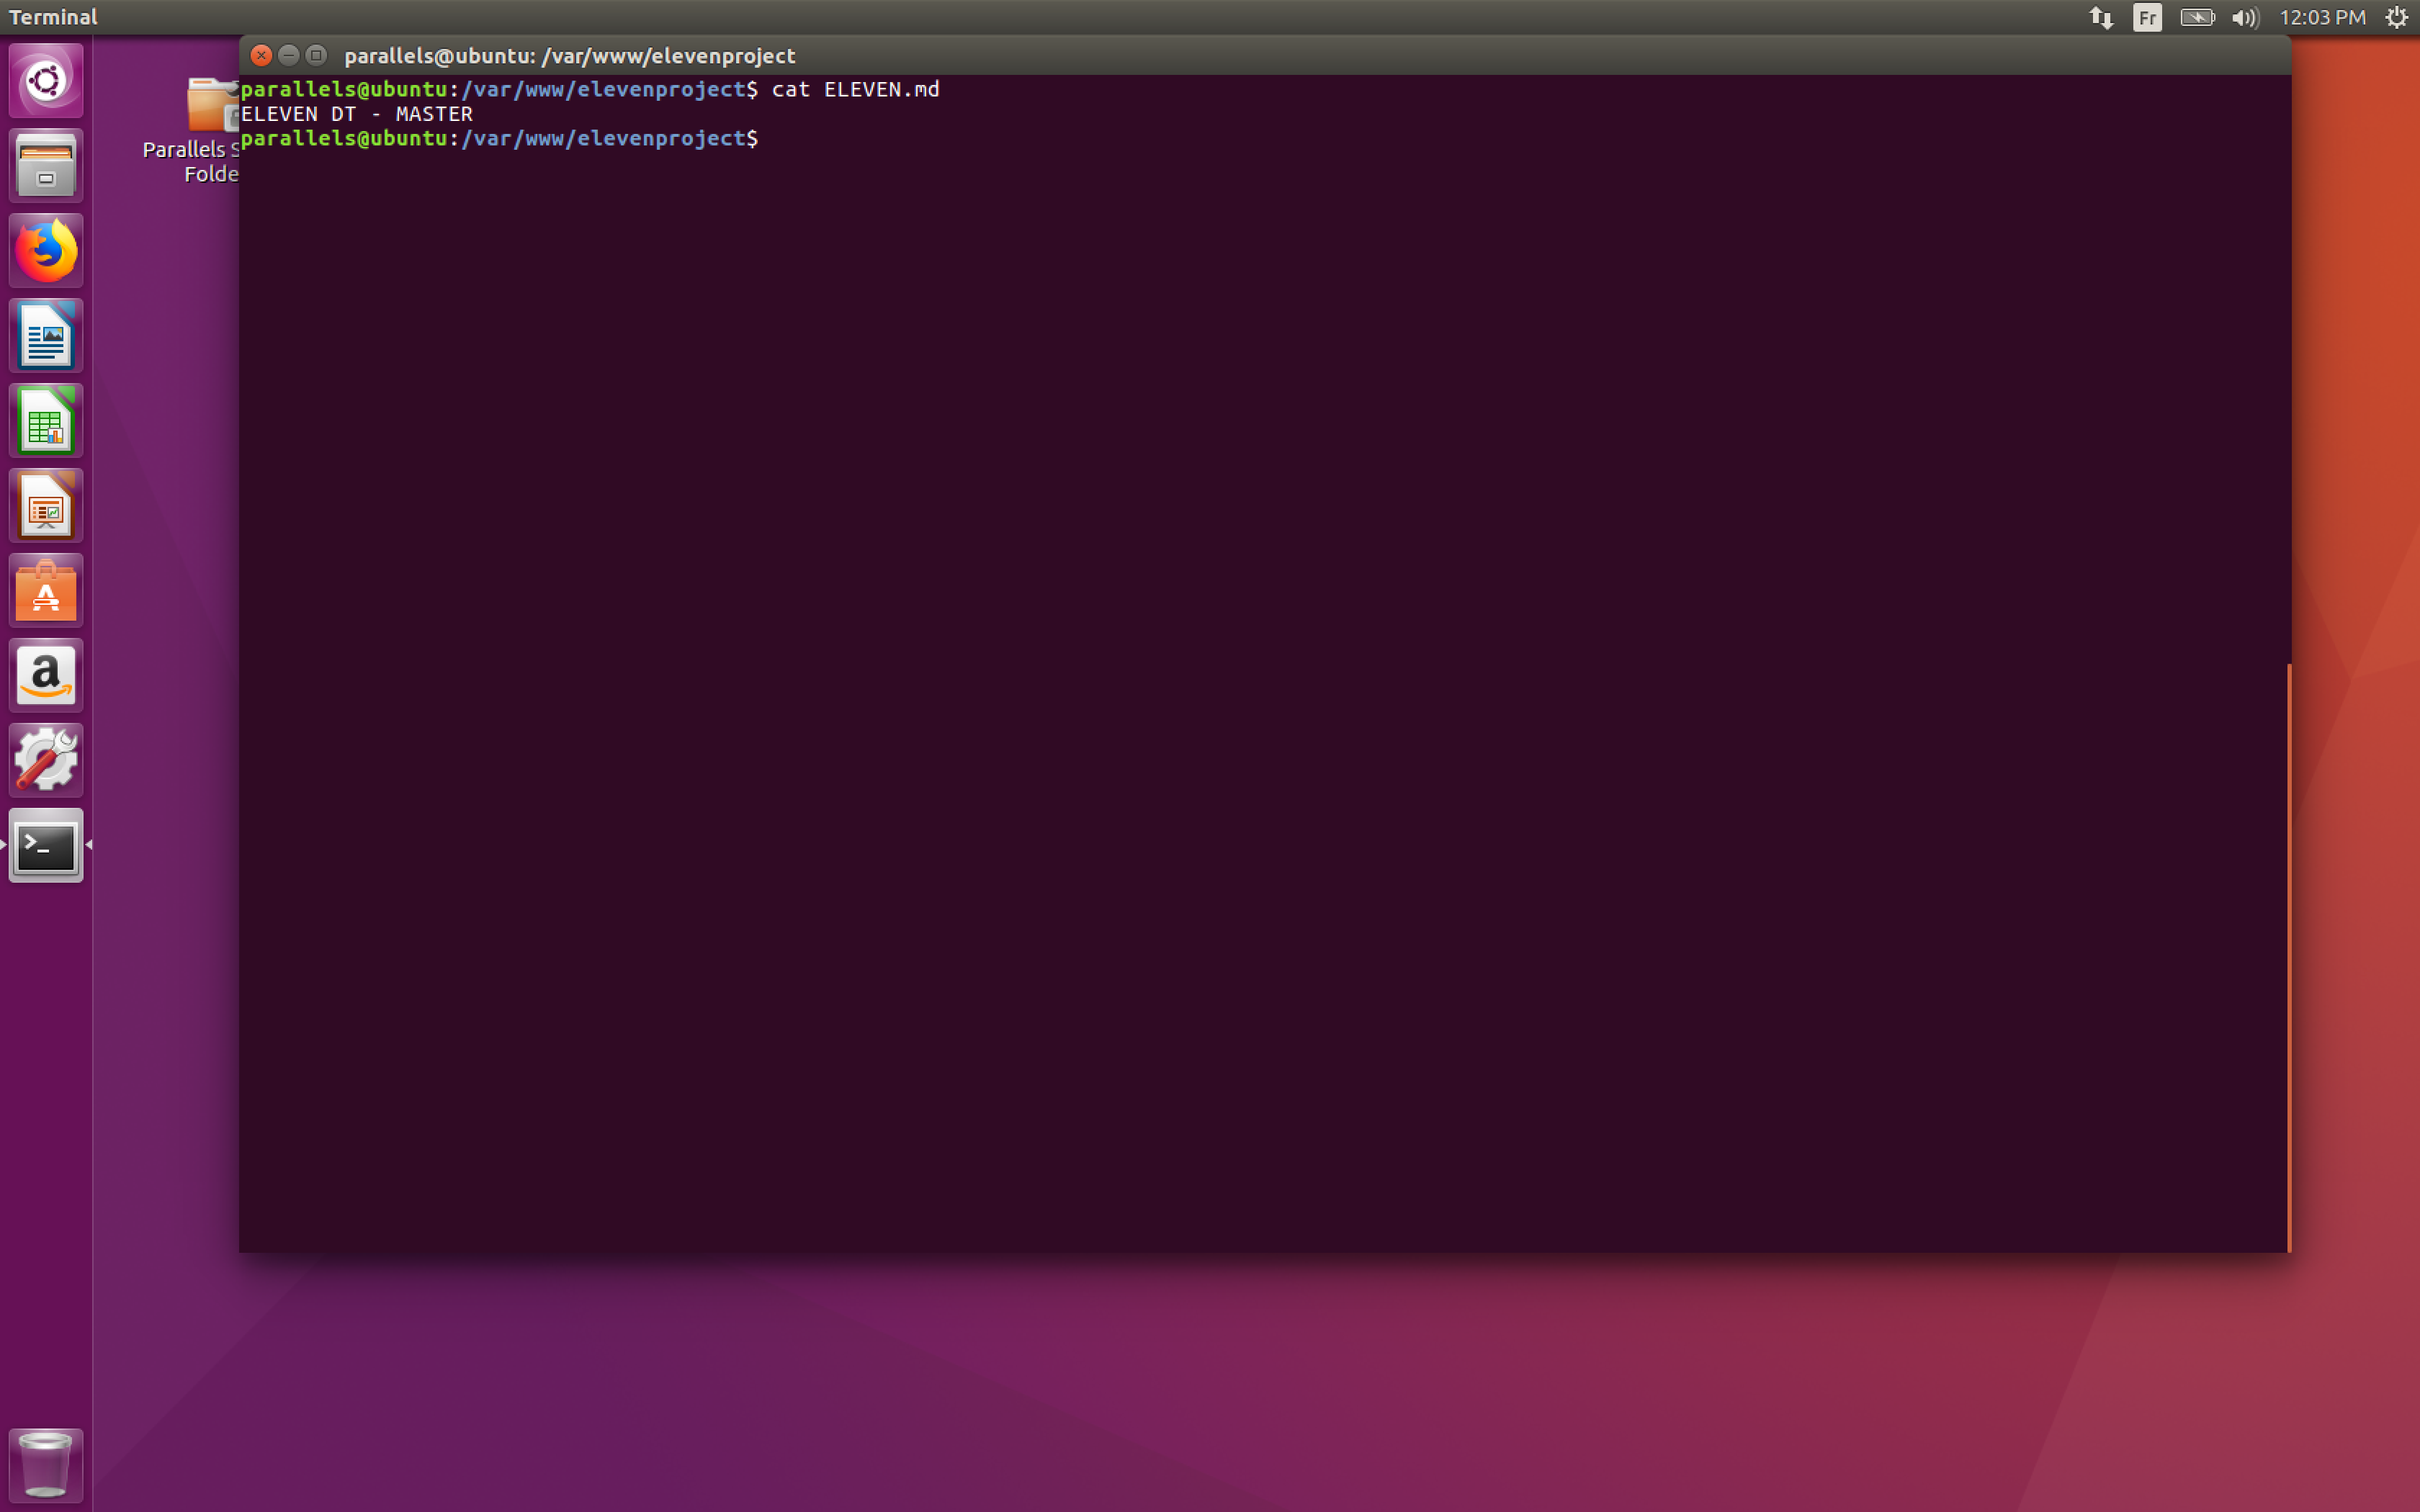 Terminal
Fr
12:03 PM
parallels@ubuntu: /var/www/elevenproject
parallels@ubuntu:/var/www/elevenproject$ cat ELEVEN.md
ELEVEN DT - MASTER
parallels@ubuntu:/var/www/elevenproject$
Parallels S
Folde